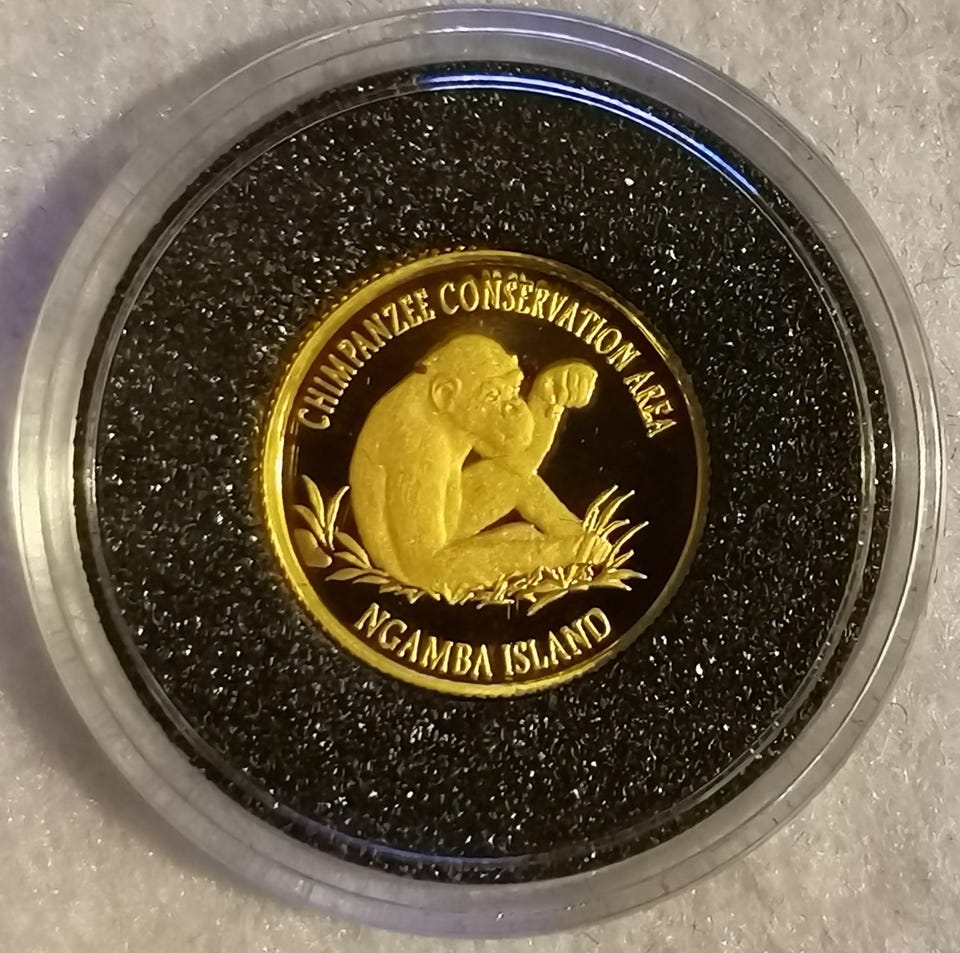 CHIMPANZEE CONSERVATION AREA
NGAMBA ISLAND